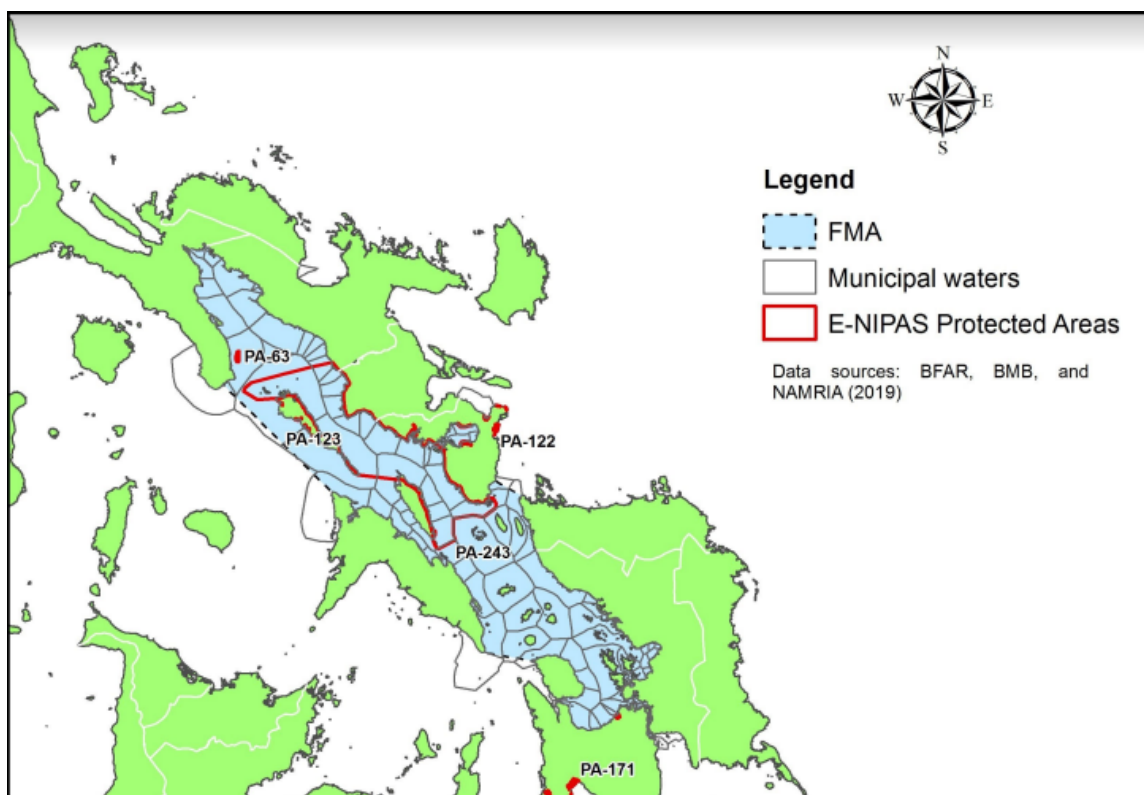 N
W E
S
Legend
FMA
Municipal waters
E-NIPAS Protected Areas
Data sources: BFAR, BMB, and
NAMRIA (2019)
PA-63
PA-123
PA-122
PA-243
PA-171